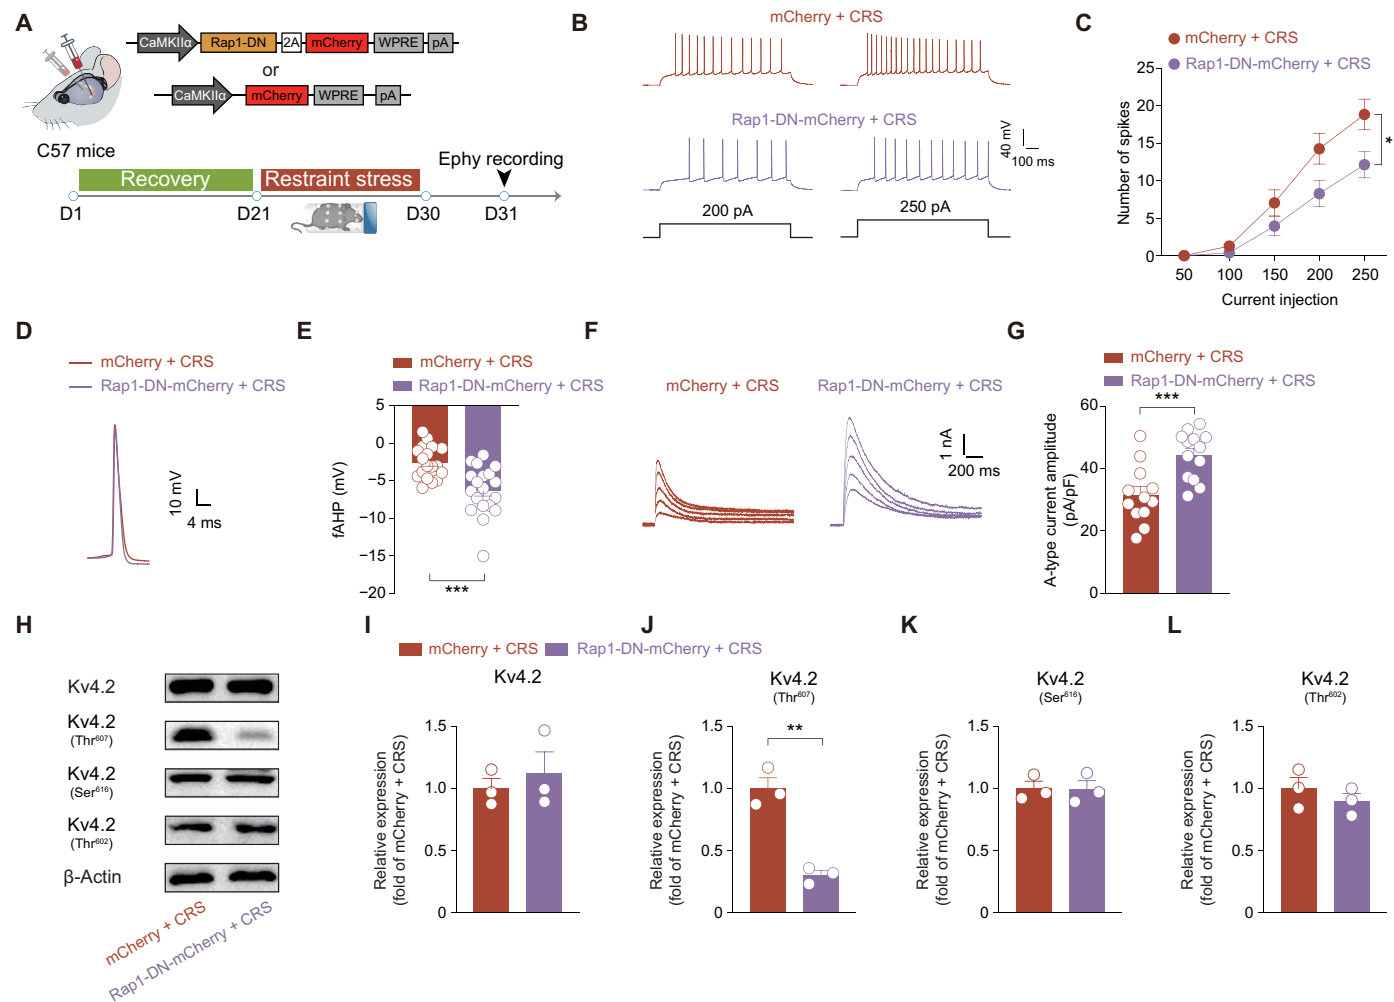 A
CaMKIIα Rap1-DN 2A mCherry WPRE pA
or
CaMKIIα mCherry WPRE pA
C57 mice
Recovery Restraint stress
Ephy recording
D1 D21 D30 D31
B
mCherry + CRS
Rap1-DN-mCherry + CRS
40 mV
100 ms
200 pA 250 pA
C
mCherry + CRS
Rap1-DN-mCherry + CRS
Number of spikes
25
20
15
10
5
0
50 100 150 200 250
Current injection
*
D
mCherry + CRS
Rap1-DN-mCherry + CRS
10 mV
4 ms
E
mCherry + CRS
Rap1-DN-mCherry + CRS
fAHP (mV)
5
0
−5
−10
−15
−20
***
F
mCherry + CRS Rap1-DN-mCherry + CRS
1 nA
200 ms
G
mCherry + CRS
Rap1-DN-mCherry + CRS
***
A-type current amplitude
(pA/pF)
60
40
20
0
H
Kv4.2
Kv4.2
(Thr⁶⁰⁷)
Kv4.2
(Ser⁶¹⁶)
Kv4.2
(Thr⁶⁰²)
β-Actin
mCherry + CRS
Rap1-DN-mCherry + CRS
I
mCherry + CRS Rap1-DN-mCherry + CRS
Kv4.2
Relative expression
(fold of mCherry + CRS)
1.5
1.0
0.5
0
J
Kv4.2
(Thr⁶⁰⁷)
**
Relative expression
(fold of mCherry + CRS)
1.5
1.0
0.5
0
K
Kv4.2
(Ser⁶¹⁶)
Relative expression
(fold of mCherry + CRS)
1.5
1.0
0.5
0
L
Kv4.2
(Thr⁶⁰²)
Relative expression
(fold of mCherry + CRS)
1.5
1.0
0.5
0